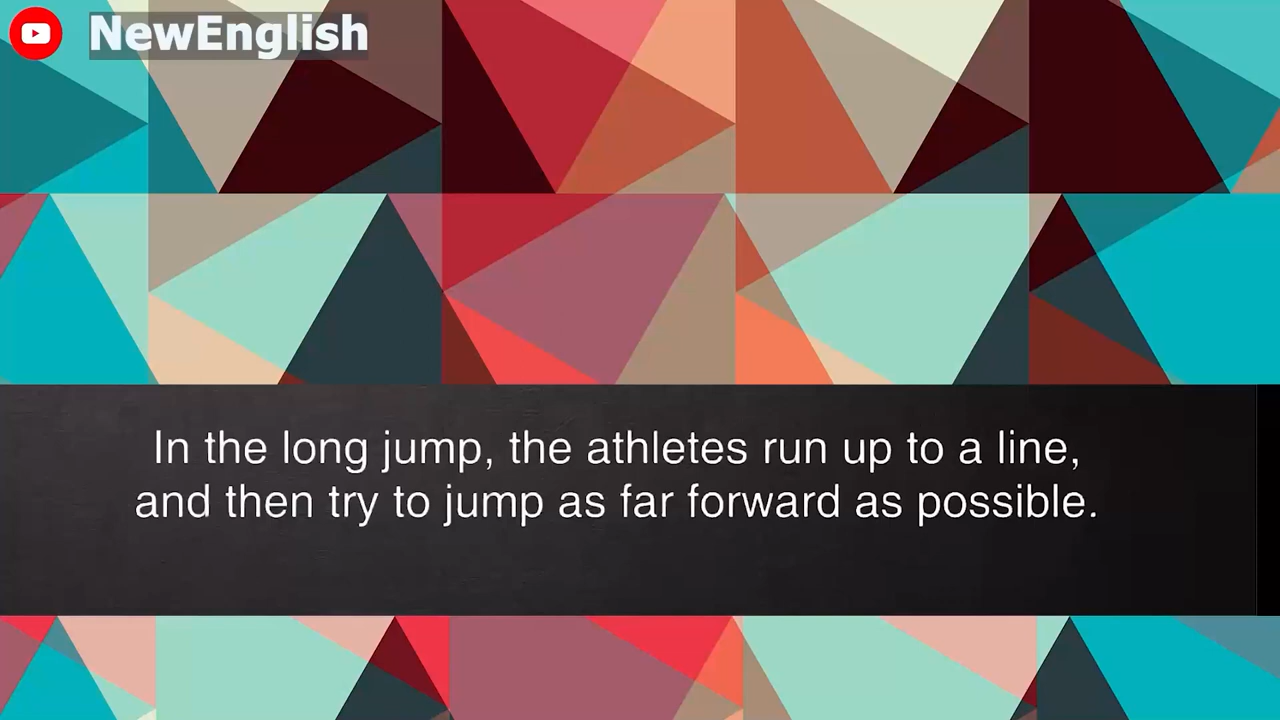 NewEnglish
In the long jump, the athletes run up to a line,
and then try to jump as far forward as possible.